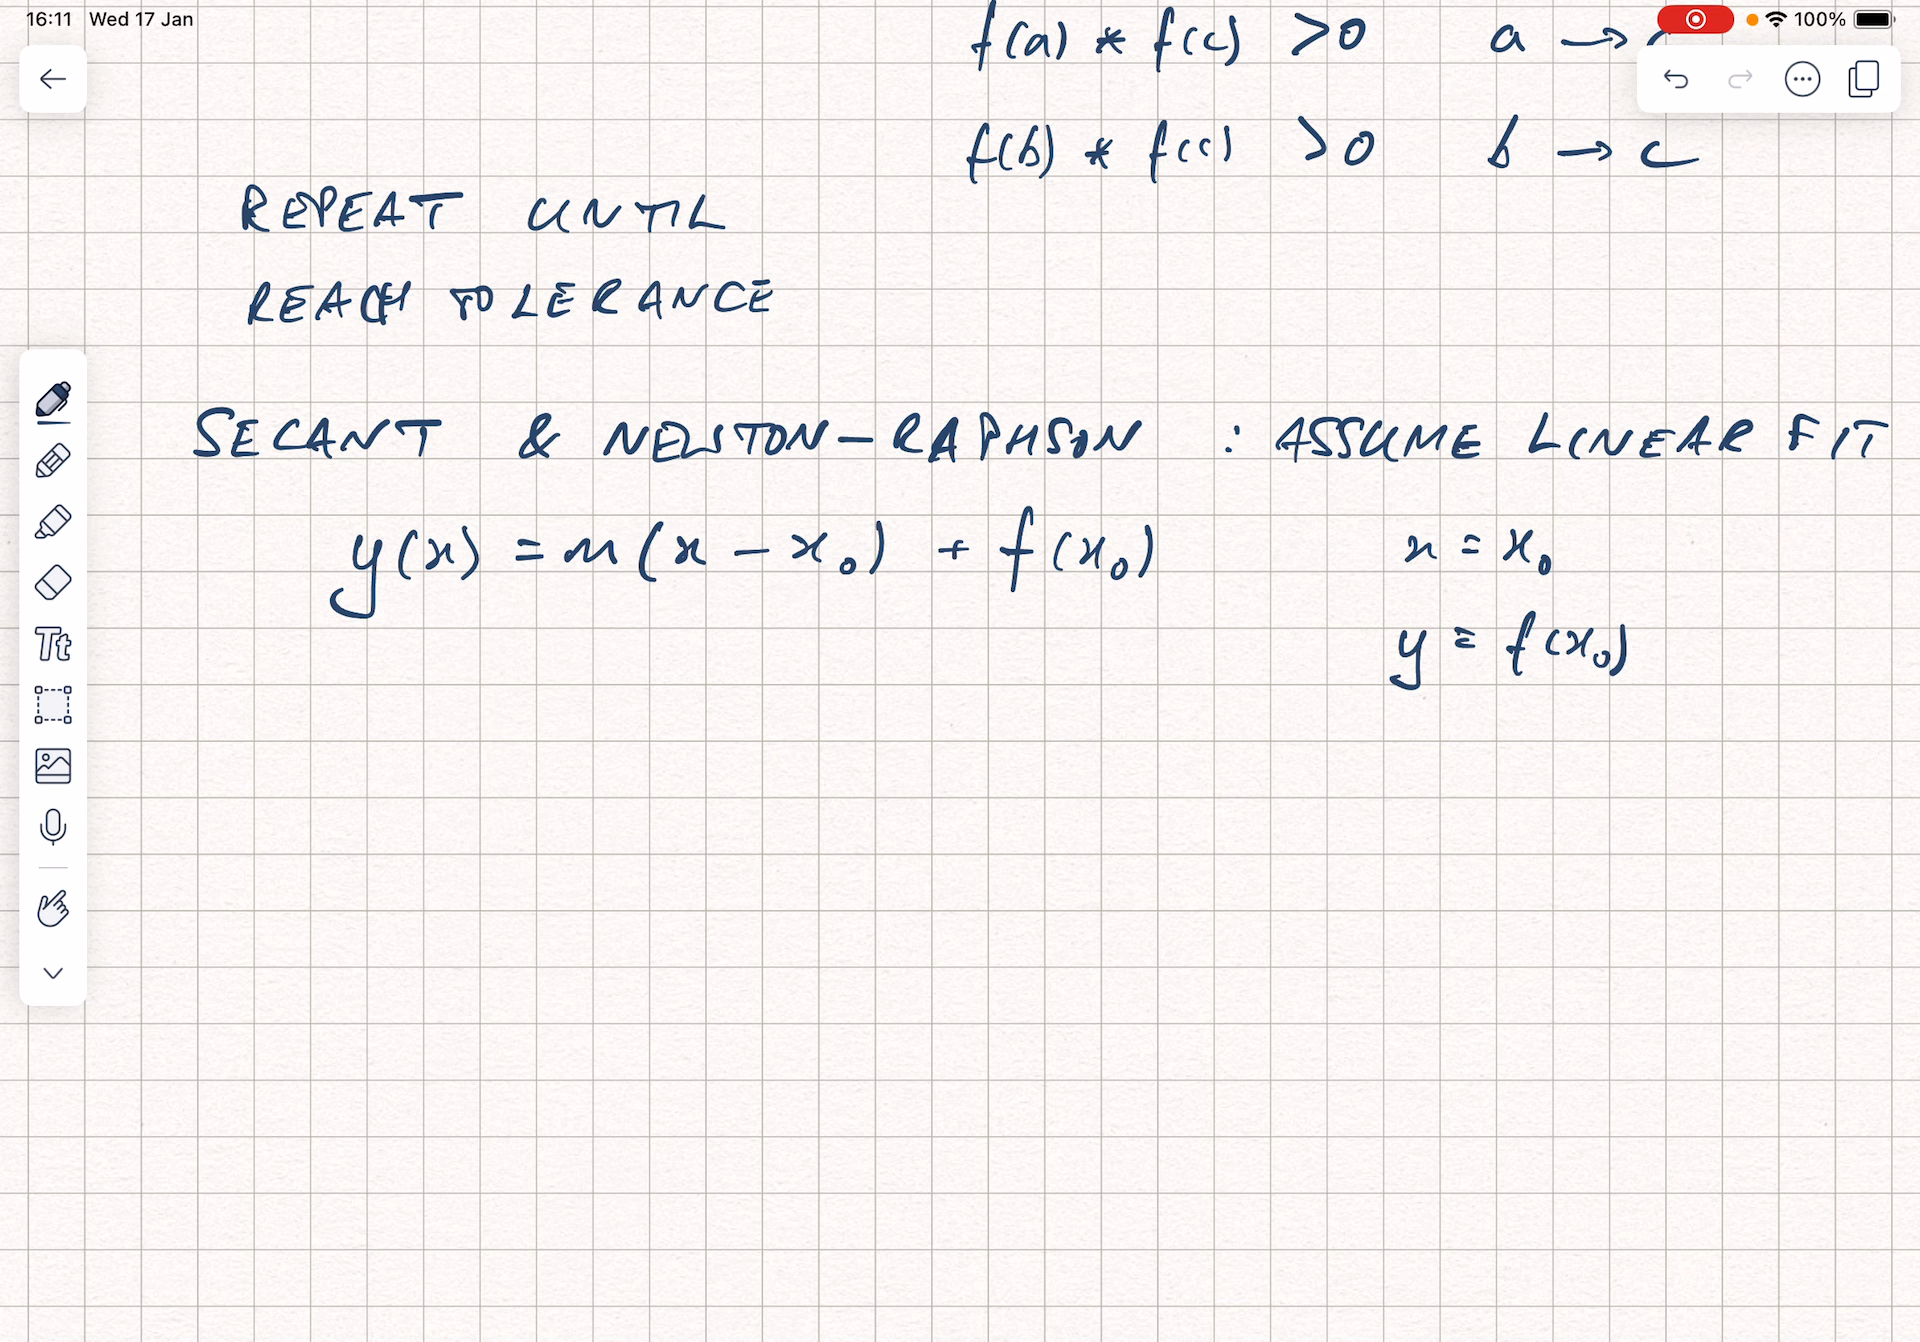 16:11 Wed 17 Jan 100%
f(a) * f(c) >0 a →
f(b) * f(c) >0 b → c
REPEAT UNTIL
REACH TOLERANCE
SECANT & NEWTON-RAPHSON : ASSUME LINEAR FIT
y(x) = m(x - x₀) + f(x₀) x = x₀
y = f(x₀)
Tt